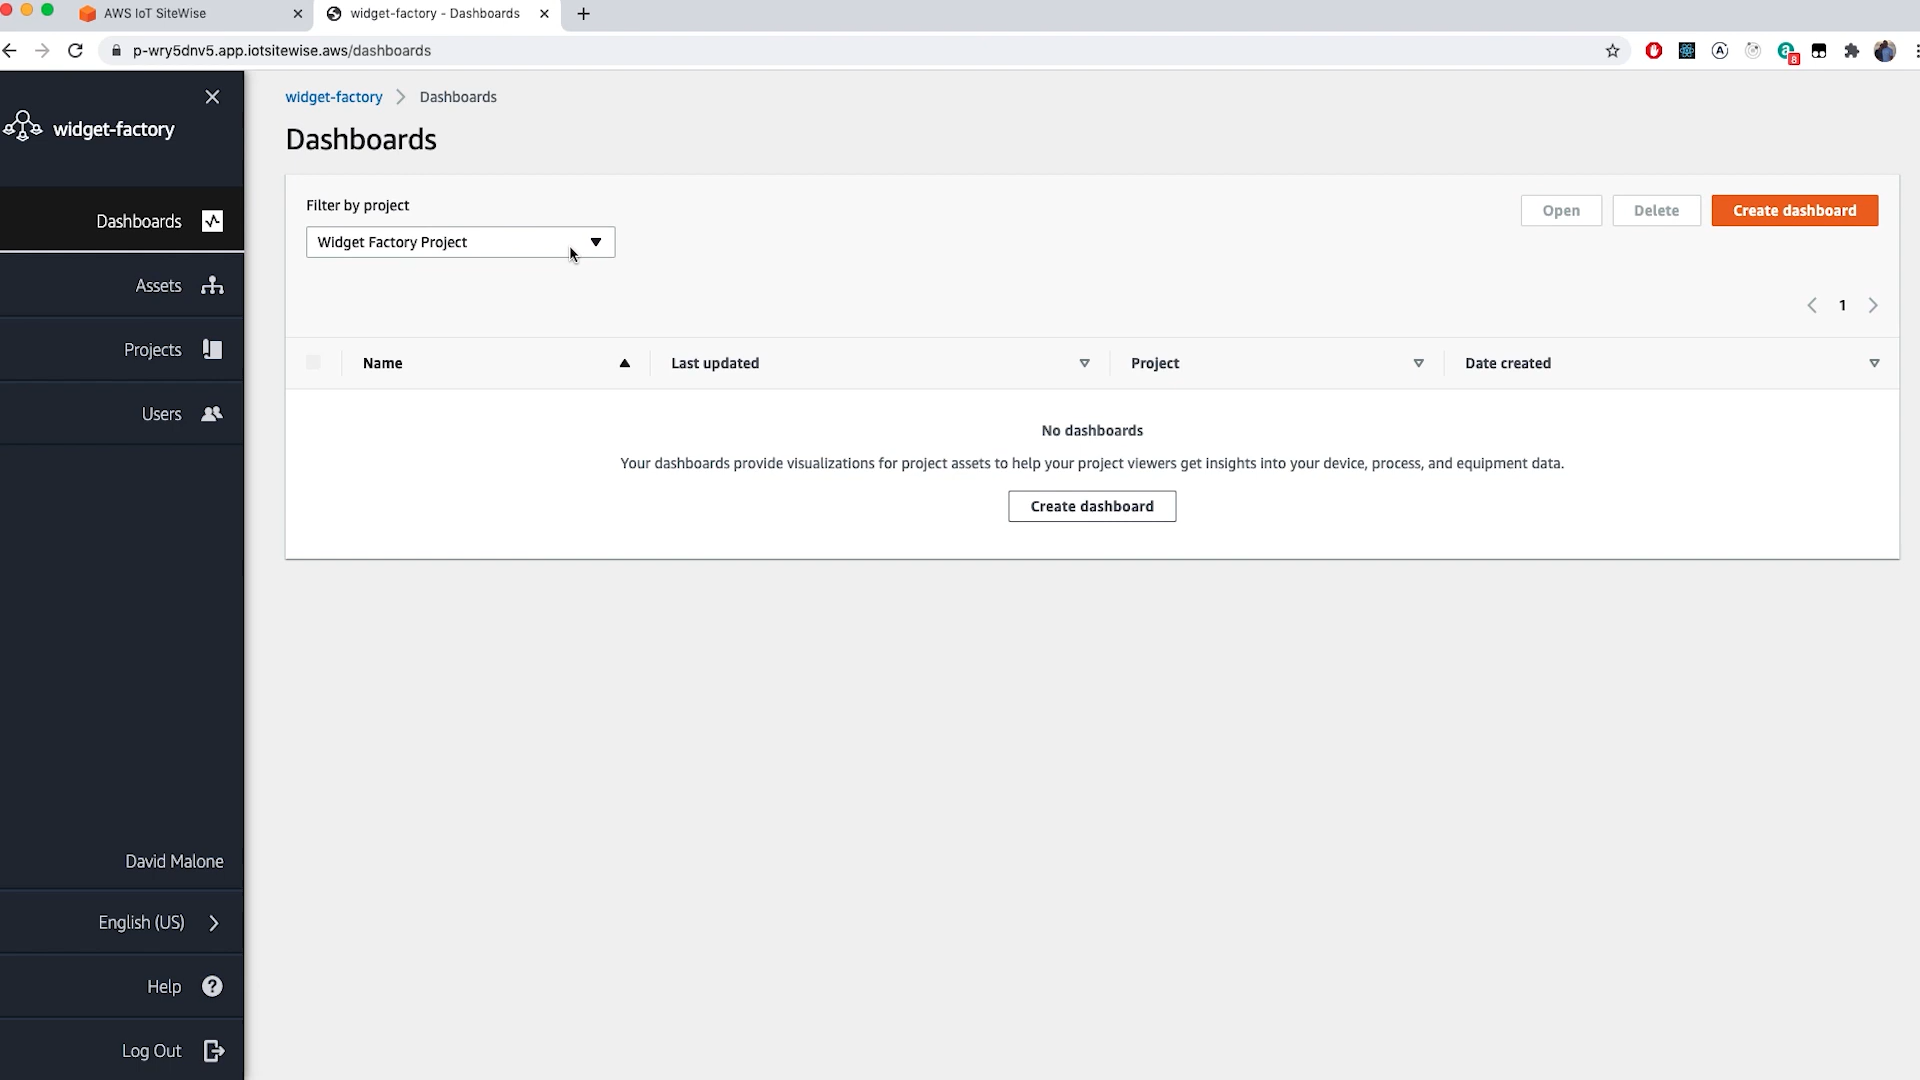 AWS IoT SiteWise
widget-factory - Dashboards
p-wry5dnv5.app.iotsitewise.aws/dashboards
8
widget-factory
Dashboards
Assets
Projects
Users
David Malone
English (US)
Help
Log Out
widget-factory Dashboards
Dashboards
Filter by project
Widget Factory Project
Open Delete Create dashboard
1
Name Last updated Project Date created
No dashboards
Your dashboards provide visualizations for project assets to help your project viewers get insights into your device, process, and equipment data.
Create dashboard